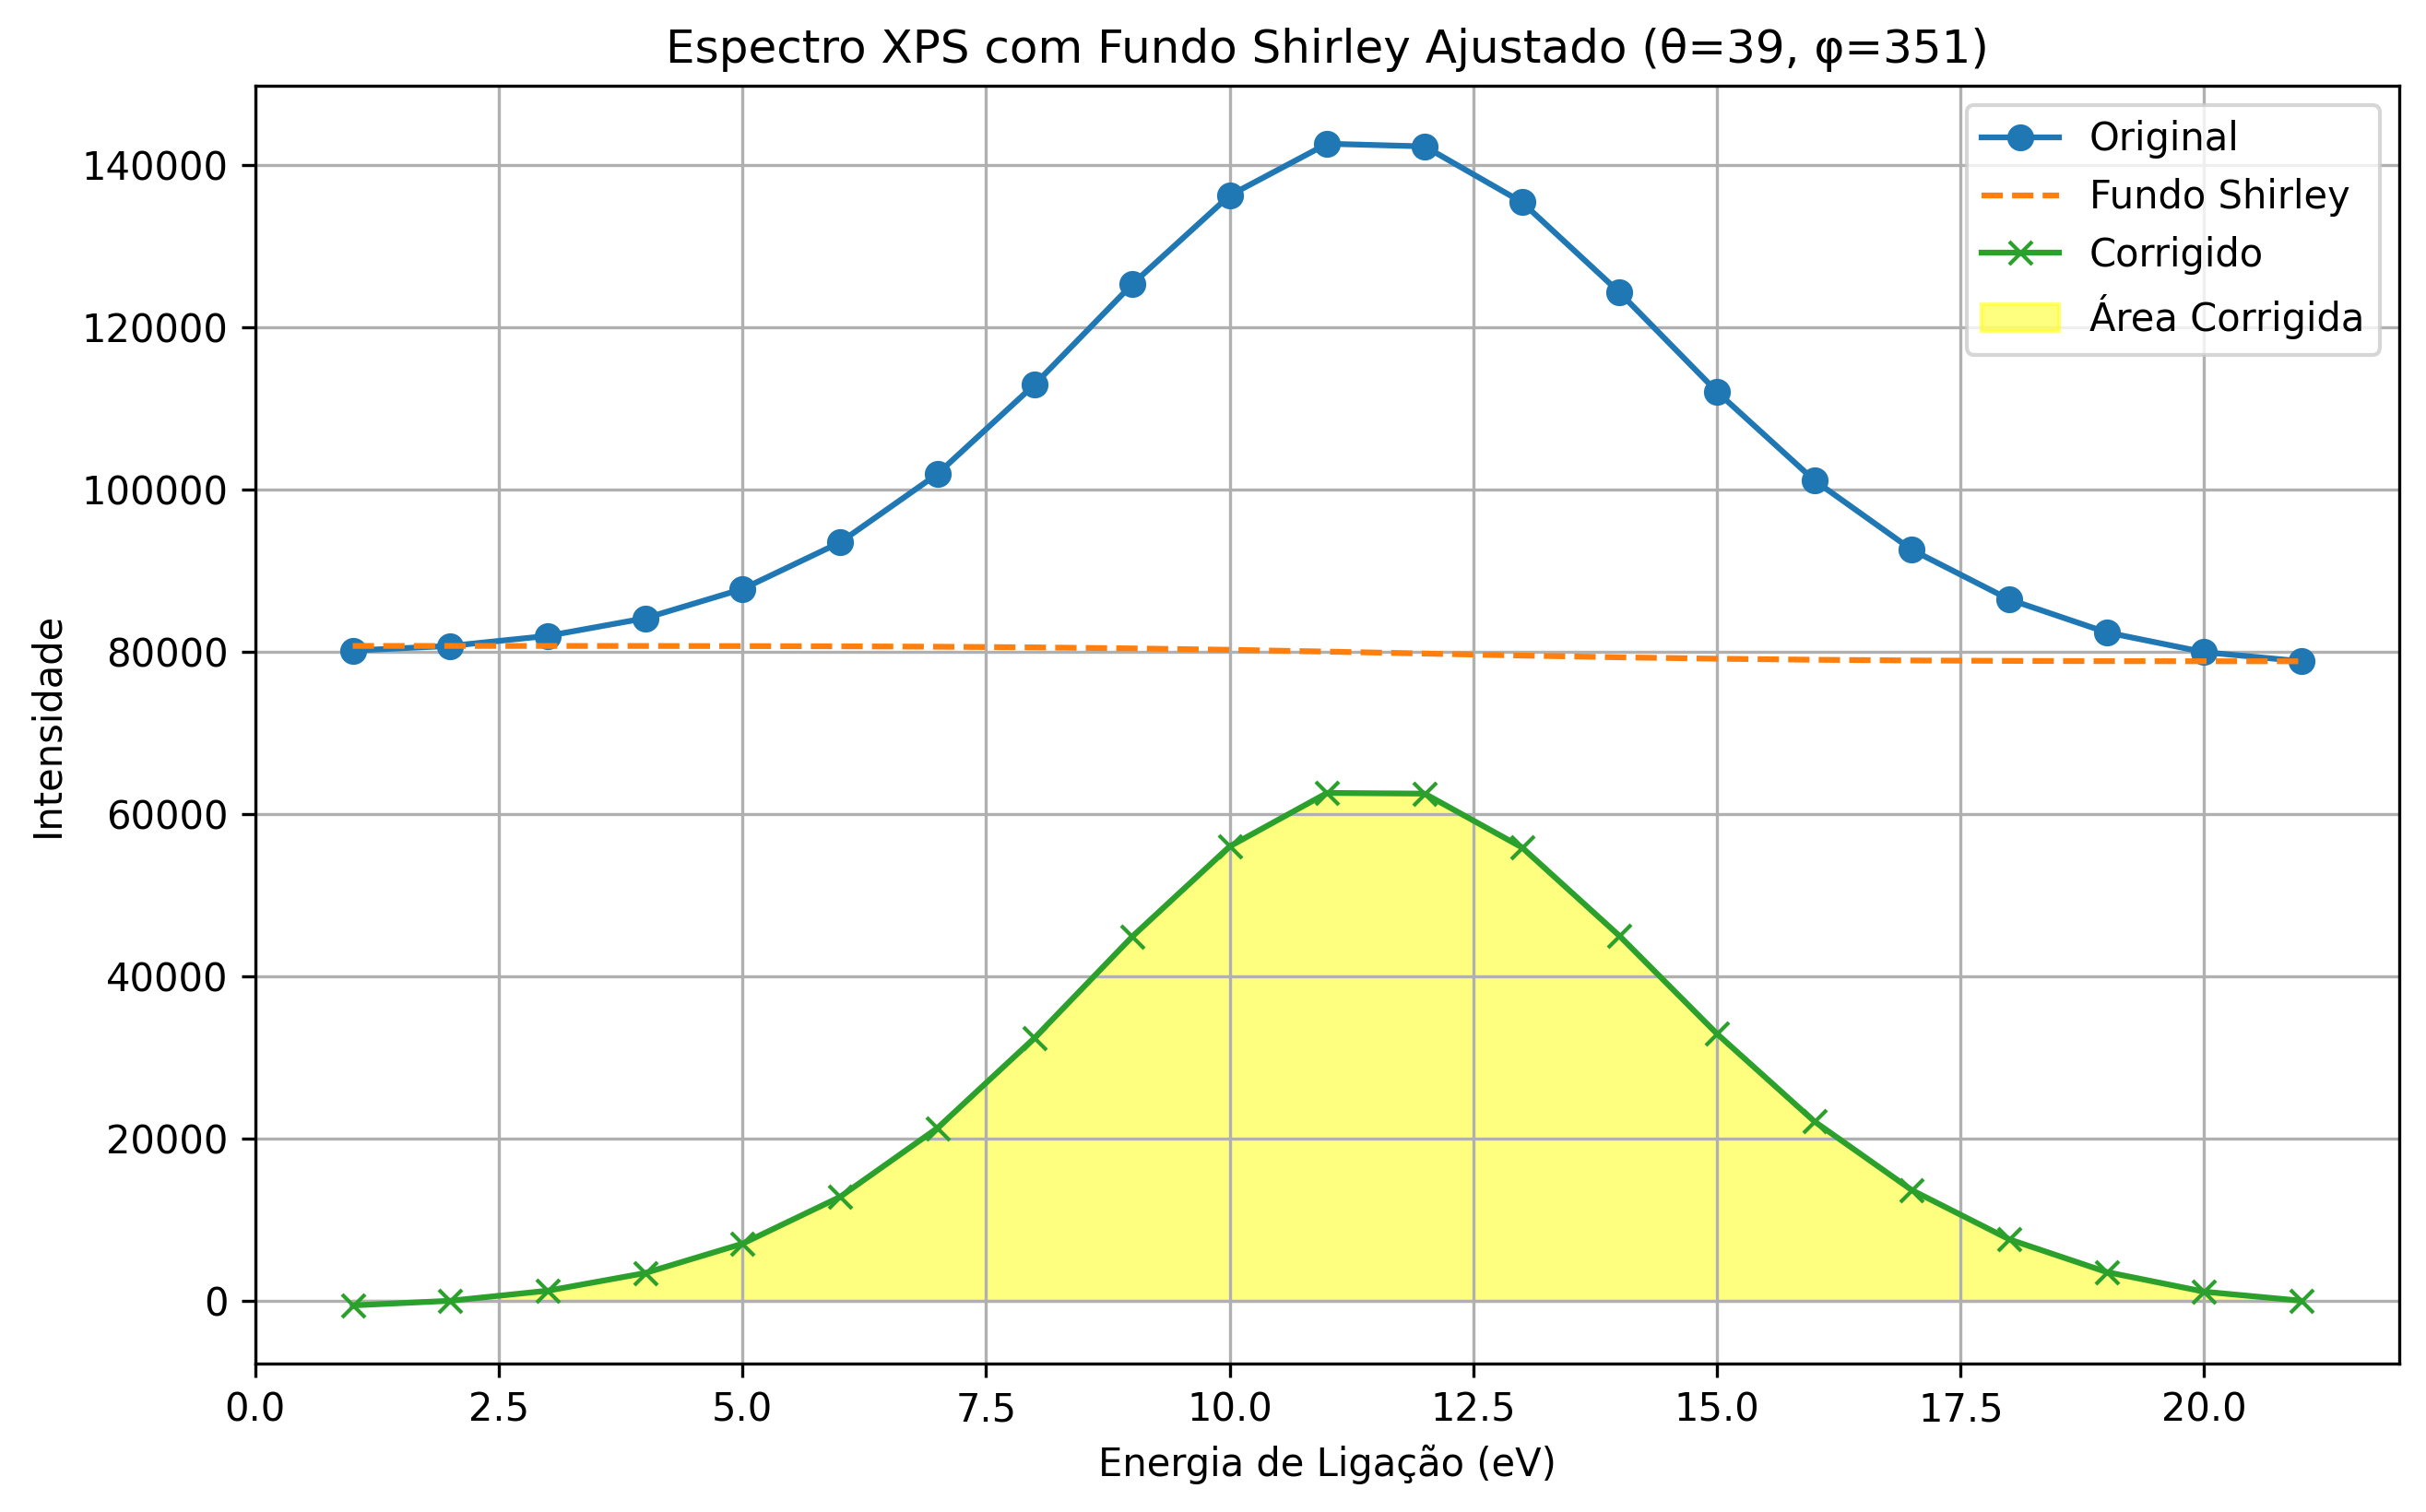 Espectro XPS com Fundo Shirley Ajustado (θ=39, φ=351)
Original
Fundo Shirley
Corrigido
Área Corrigida
Intensidade
140000
120000
100000
80000
60000
40000
20000
0
0.0 2.5 5.0 7.5 10.0 12.5 15.0 17.5 20.0
Energia de Ligação (eV)